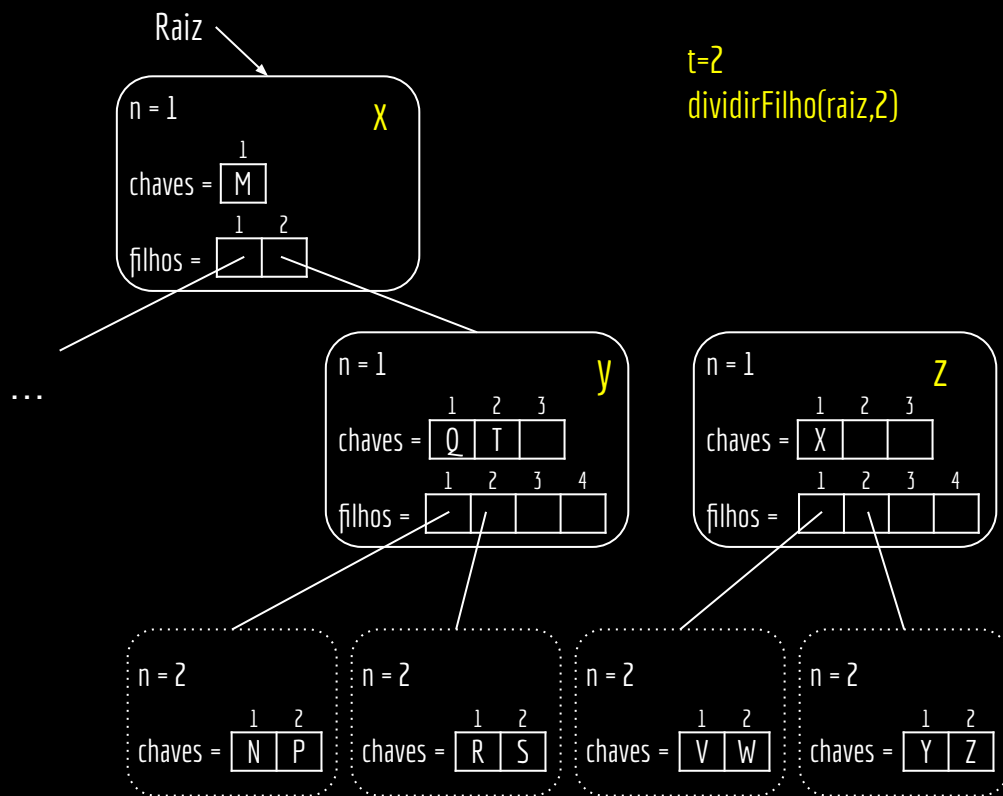 Raiz
t=2
dividirFilho(raiz,2)
n = 1
X
1
chaves = M
1 2
filhos =
...
n = 1
y
1 2 3
chaves = Q T
1 2 3 4
filhos =
n = 1
z
1 2 3
chaves = X
1 2 3 4
filhos =
n = 2
1 2
chaves = N P
n = 2
1 2
chaves = R S
n = 2
1 2
chaves = V W
n = 2
1 2
chaves = Y Z